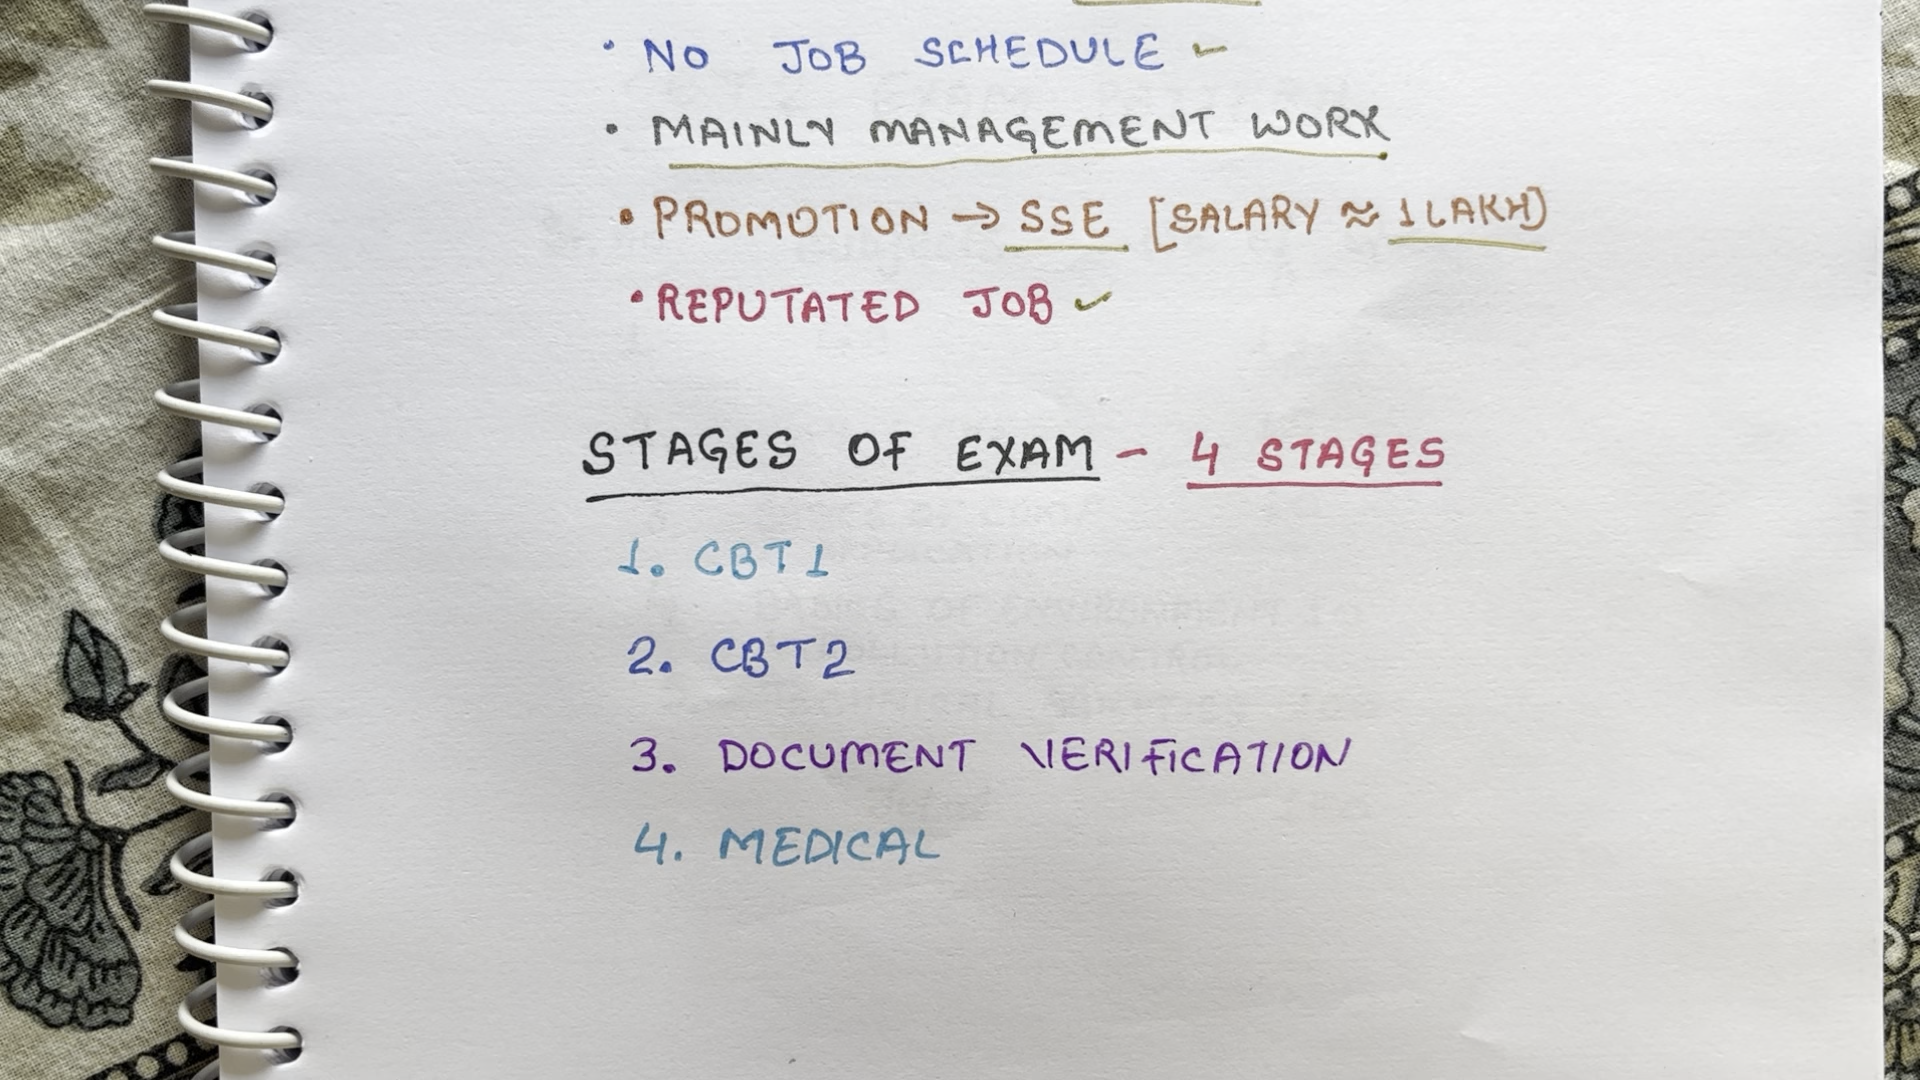 • NO JOB SCHEDULE ✓
• MAINLY MANAGEMENT WORK
• PROMOTION → SSE [SALARY ≈ 1 LAKH]
• REPUTATED JOB ✓
STAGES OF EXAM - 4 STAGES
1. CBT1
2. CBT2
3. DOCUMENT VERIFICATION
4. MEDICAL